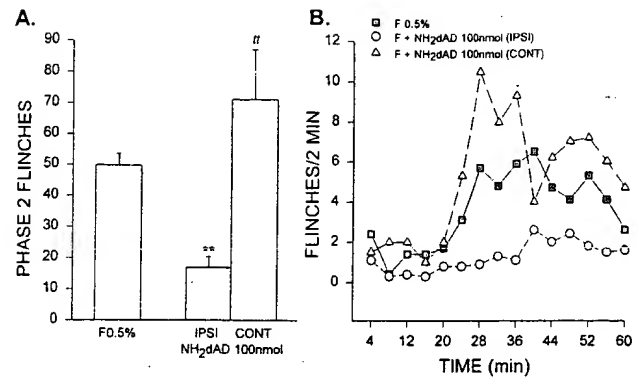 A.
PHASE 2 FLINCHES
90
80
70
60
50
40
30
20
10
0
**
tt
F0.5%
IPSI CONT
NH2dAD 100nmol
B.
F 0.5%
F + NH2dAD 100nmol (IPSI)
F + NH2dAD 100nmol (CONT)
FLINCHES/2 MIN
12
10
8
6
4
2
0
4 12 20 28 36 44 52 60
TIME (min)